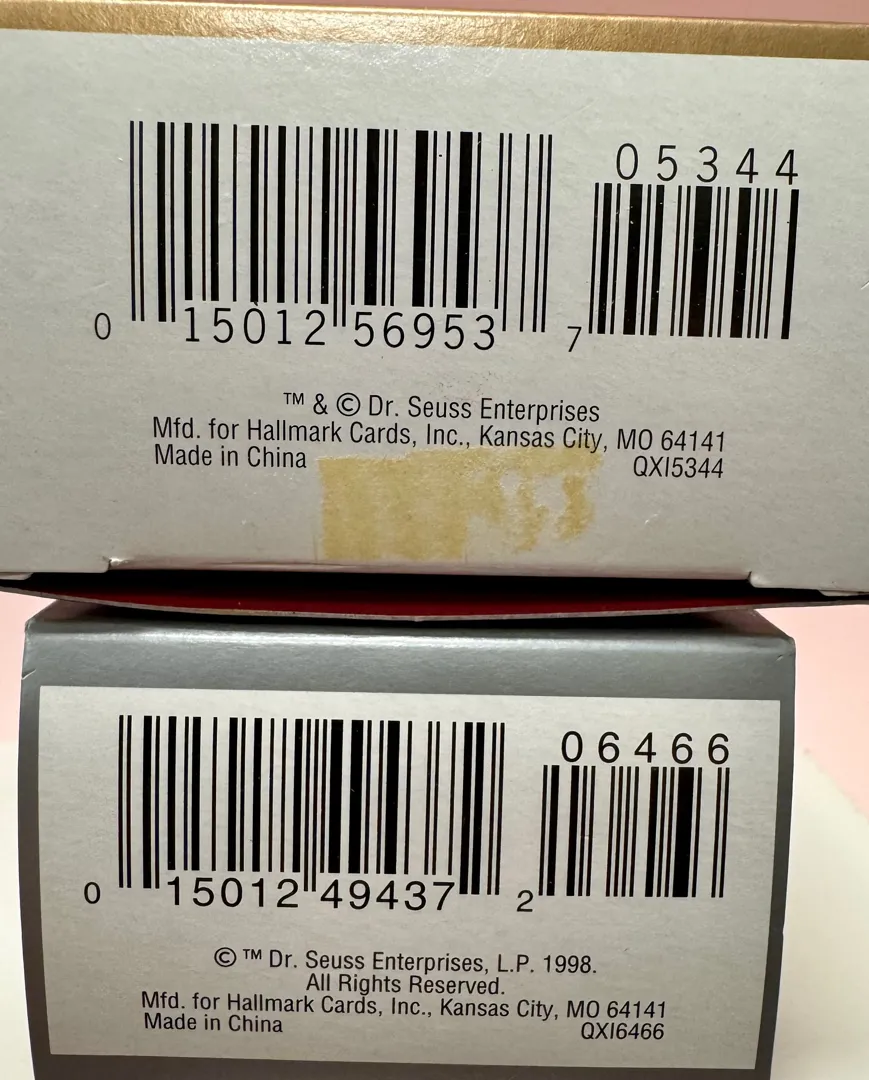 05344
0 15012 56953 7
™ & © Dr. Seuss Enterprises
Mfd. for Hallmark Cards, Inc., Kansas City, MO 64141
Made in China QXI5344
06466
0 15012 49437 2
© ™ Dr. Seuss Enterprises, L.P. 1998.
All Rights Reserved.
Mfd. for Hallmark Cards, Inc., Kansas City, MO 64141
Made in China QXI6466